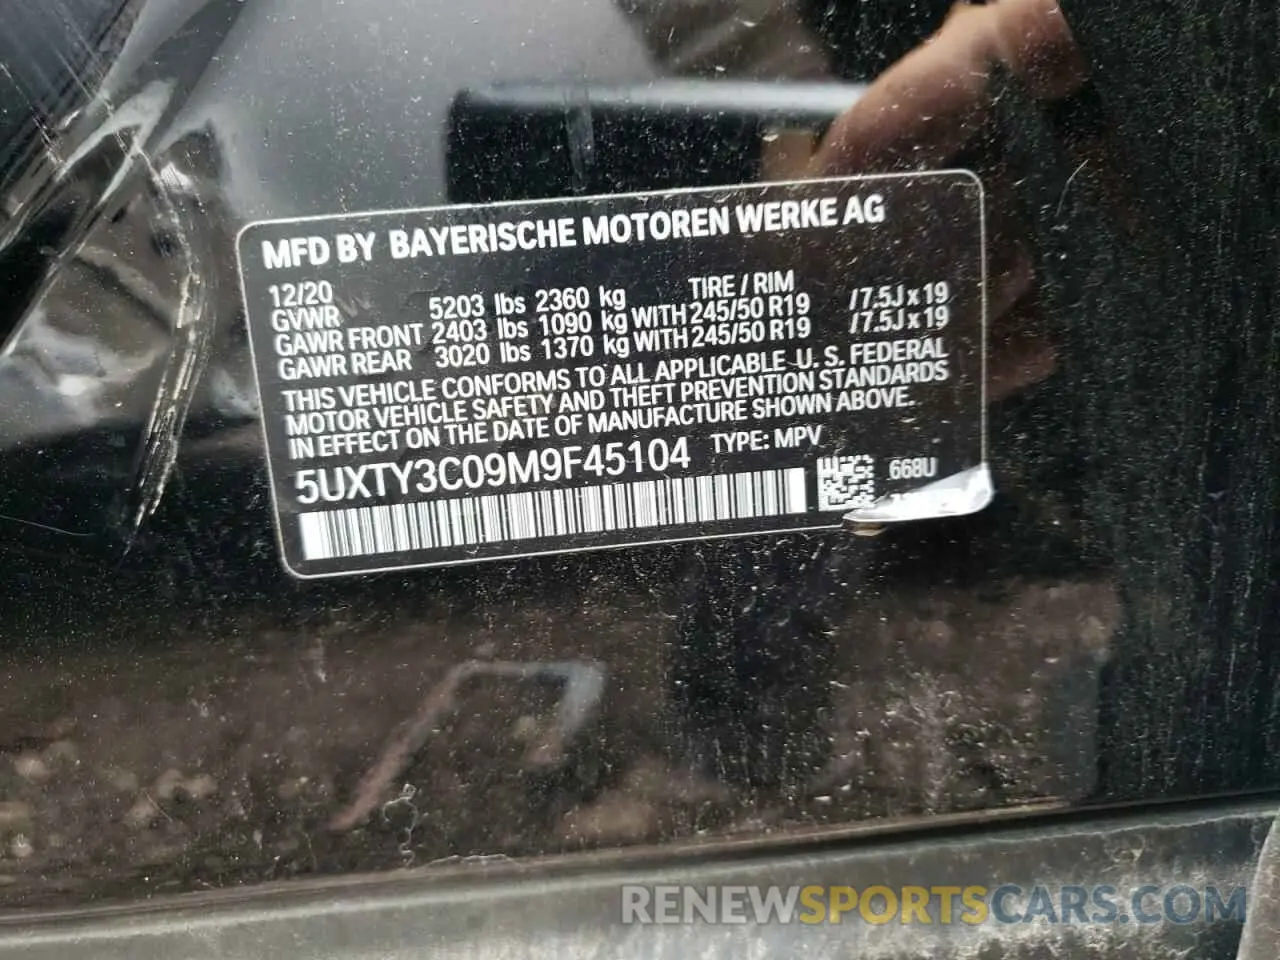 MFD BY BAYERISCHE MOTOREN WERKE AG
12/20 TIRE / RIM
GVWR 5203 lbs 2360 kg
GAWR FRONT 2403 lbs 1090 kg WITH 245/50 R19 /7.5J x 19
GAWR REAR 3020 lbs 1370 kg WITH 245/50 R19 /7.5J x 19
THIS VEHICLE CONFORMS TO ALL APPLICABLE U. S. FEDERAL
MOTOR VEHICLE SAFETY AND THEFT PREVENTION STANDARDS
IN EFFECT ON THE DATE OF MANUFACTURE SHOWN ABOVE.
5UXTY3C09M9F45104 TYPE: MPV
668U
RENEWSPORTSCARS.COM